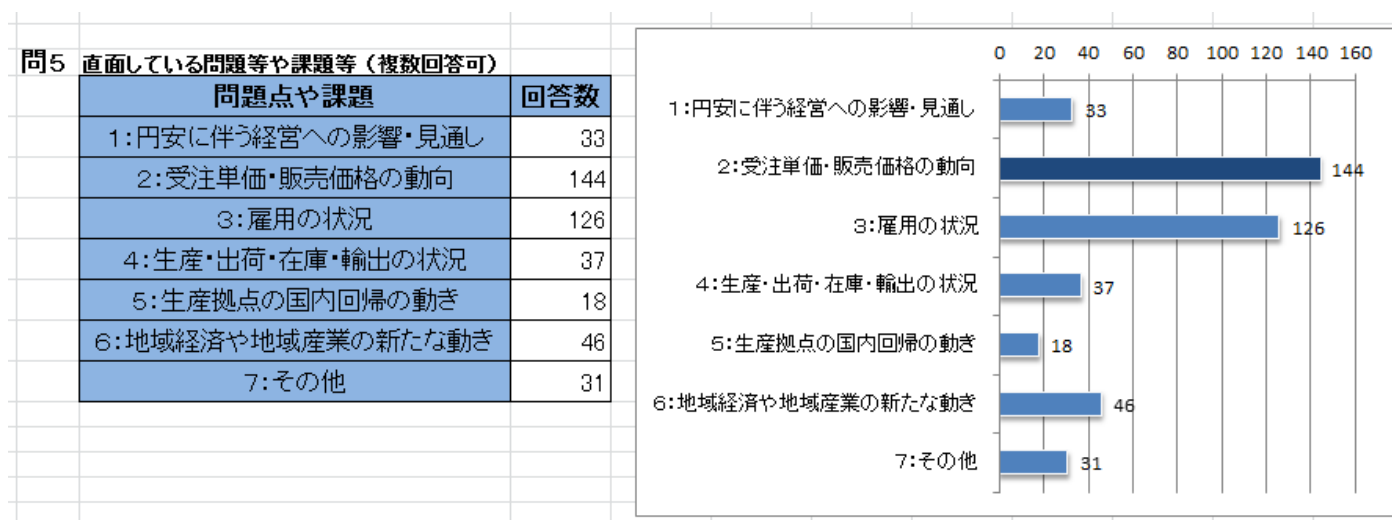 問5 直面している問題等や課題等（複数回答可）
問題点や課題 回答数
1:円安に伴う経営への影響・見通し 33
2:受注単価・販売価格の動向 144
3:雇用の状況 126
4:生産・出荷・在庫・輸出の状況 37
5:生産拠点の国内回帰の動き 18
6:地域経済や地域産業の新たな動き 46
7:その他 31
0 20 40 60 80 100 120 140 160
1:円安に伴う経営への影響・見通し 33
2:受注単価・販売価格の動向 144
3:雇用の状況 126
4:生産・出荷・在庫・輸出の状況 37
5:生産拠点の国内回帰の動き 18
6:地域経済や地域産業の新たな動き 46
7:その他 31